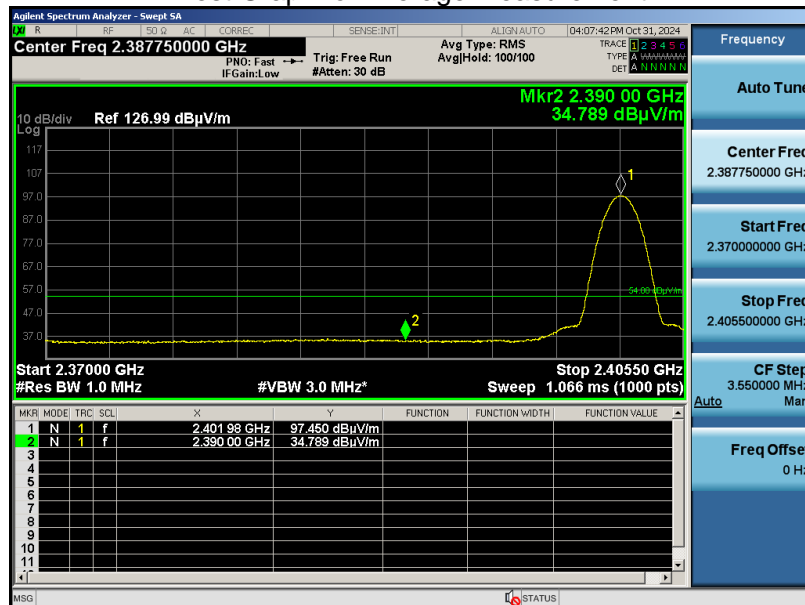 Agilent Spectrum Analyzer - Swept SA
LXI R RF 50 Ω AC CORREC SENSE:INT ALIGN AUTO 04:07:42 PM Oct 31, 2024
Center Freq 2.387750000 GHz
PNO: Fast
IFGain:Low
Trig: Free Run
#Atten: 30 dB
Avg Type: RMS
Avg|Hold: 100/100
TRACE 1 2 3 4 5 6
TYPE A WWWWW
DET A N N N N N
Mkr2 2.390 00 GHz
34.789 dBµV/m
10 dB/div
Log
Ref 126.99 dBµV/m
117
107
97.0
87.0
77.0
67.0
57.0
47.0
37.0
1
54.00 dBµV/m
2
Start 2.37000 GHz
Stop 2.40550 GHz
#Res BW 1.0 MHz
#VBW 3.0 MHz*
Sweep 1.066 ms (1000 pts)
MKR MODE TRC SCL X Y FUNCTION FUNCTION WIDTH FUNCTION VALUE
1 N 1 f 2.401 98 GHz 97.450 dBµV/m
2 N 1 f 2.390 00 GHz 34.789 dBµV/m
3
4
5
6
7
8
9
10
11
MSG
STATUS
Frequency
Auto Tune
Center Freq
2.387750000 GHz
Start Freq
2.370000000 GHz
Stop Freq
2.405500000 GHz
CF Step
3.550000 MHz
Auto Man
Freq Offset
0 Hz